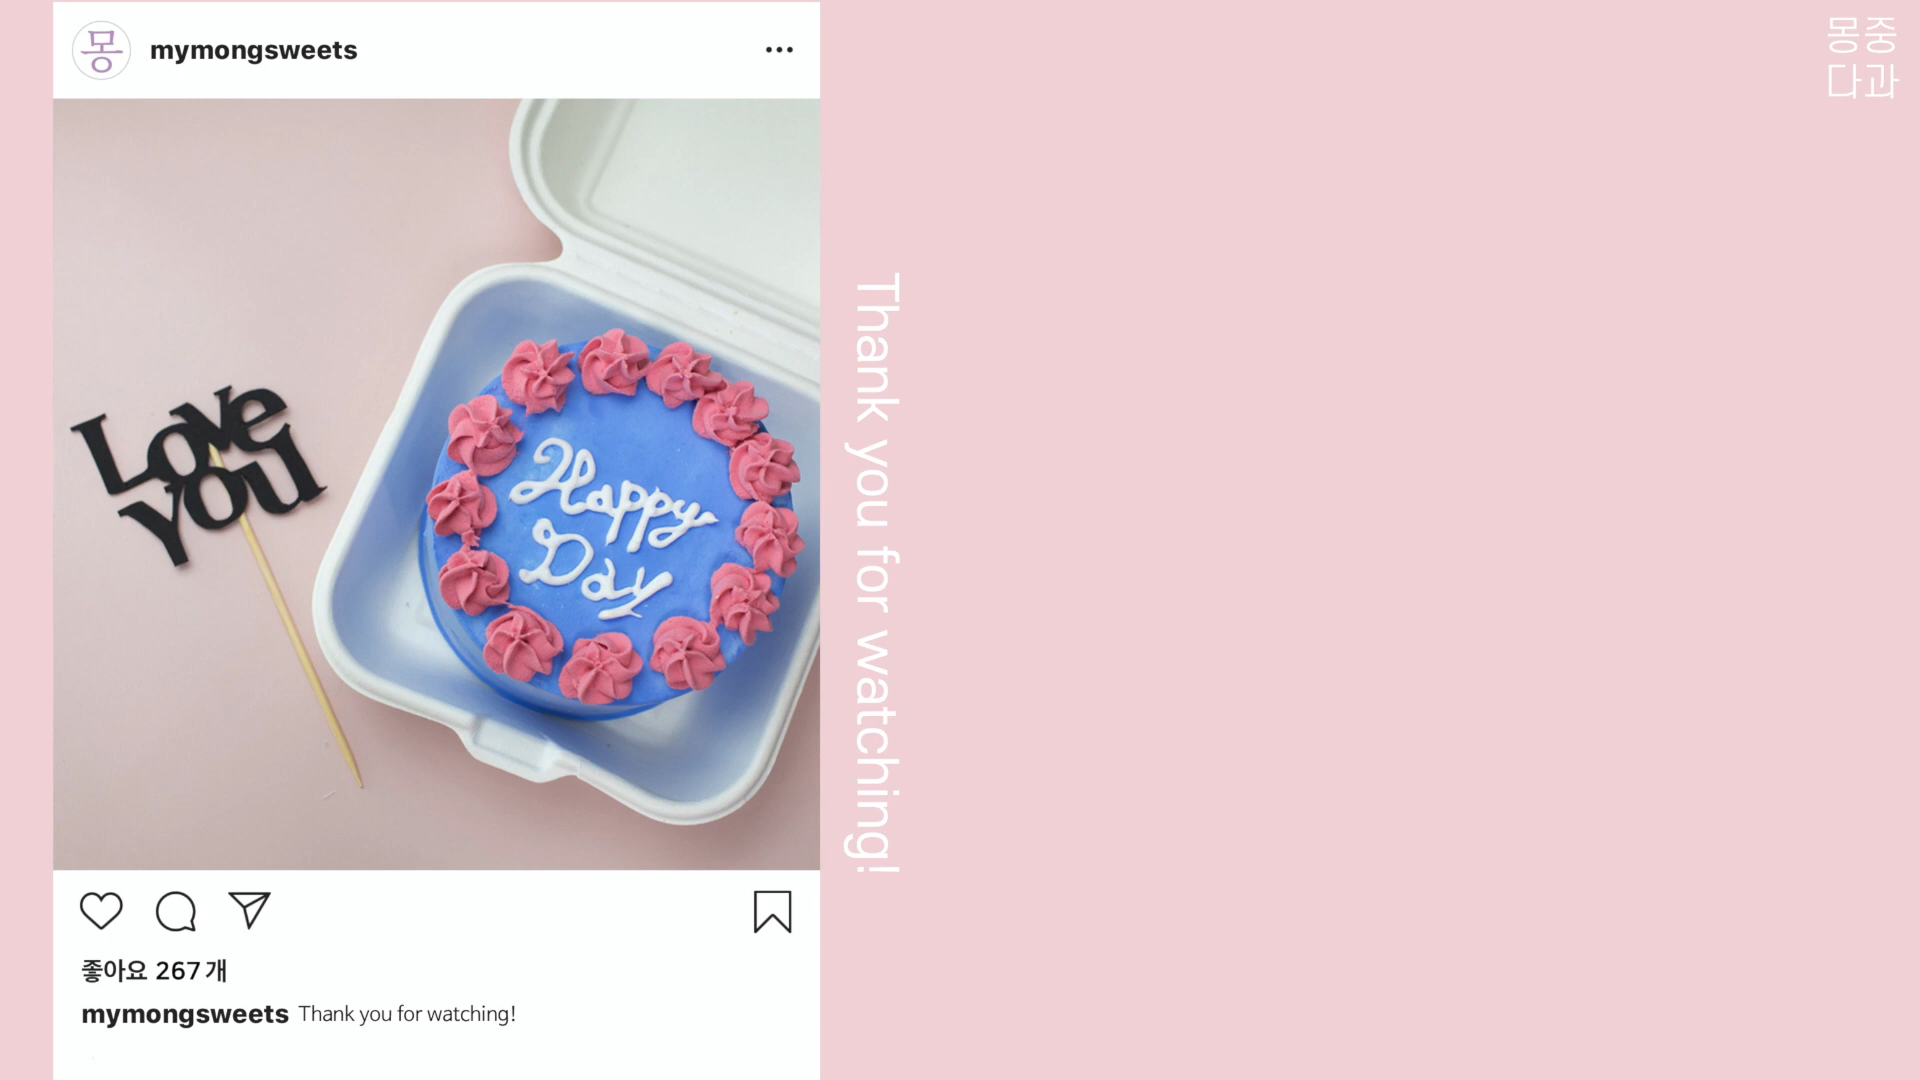 몽
mymongsweets
LOVE
YOU
Happy
Day
좋아요 267개
mymongsweets Thank you for watching!
Thank you for watching!
몽중
다과